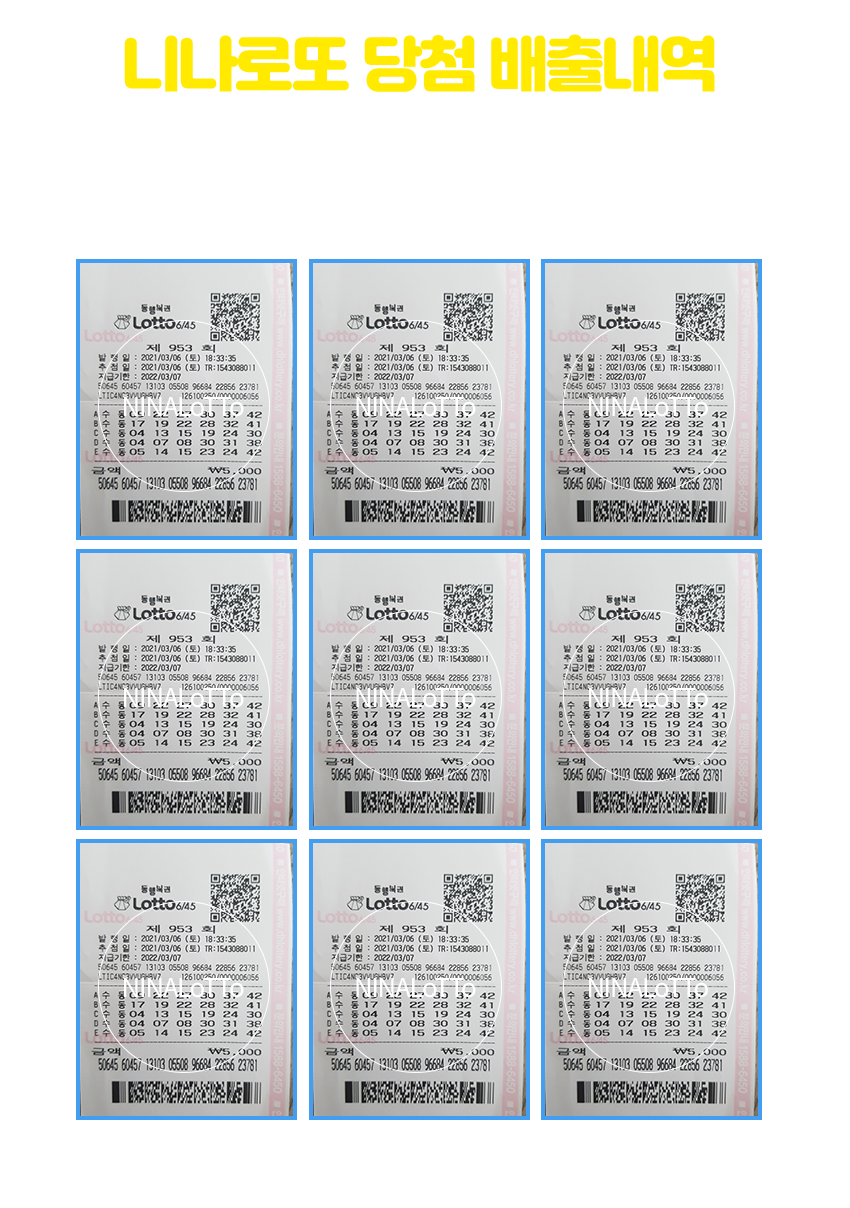 니나로또 당첨 배출내역
동행복권
Lotto 6/45
제 953 회
발 행 일 : 2021/03/06 (토) 18:33:35
추 첨 일 : 2021/03/06 (토) TR:1543088011
지급기한 : 2022/03/07
50645 60457 13103 05508 96684 22856 23781
126100250/0000006056
NINALoTTo
A 수 동 09 22 30 37 42
B 수 동 17 19 22 28 32 41
C 수 동 04 13 15 19 24 30
D 수 동 04 07 08 30 31 38
E 수 동 05 14 15 23 24 42
금액 ₩5,000
50645 60457 13103 05508 96684 22856 23781
동행복권
Lotto 6/45
제 953 회
발 행 일 : 2021/03/06 (토) 18:33:35
추 첨 일 : 2021/03/06 (토) TR:1543088011
지급기한 : 2022/03/07
50645 60457 13103 05508 96684 22856 23781
126100250/0000006056
NINALoTTo
A 수 동 09 22 30 37 42
B 수 동 17 19 22 28 32 41
C 수 동 04 13 15 19 24 30
D 수 동 04 07 08 30 31 38
E 수 동 05 14 15 23 24 42
금액 ₩5,000
50645 60457 13103 05508 96684 22856 23781
동행복권
Lotto 6/45
제 953 회
발 행 일 : 2021/03/06 (토) 18:33:35
추 첨 일 : 2021/03/06 (토) TR:1543088011
지급기한 : 2022/03/07
50645 60457 13103 05508 96684 22856 23781
126100250/0000006056
NINALoTTo
A 수 동 09 22 30 37 42
B 수 동 17 19 22 28 32 41
C 수 동 04 13 15 19 24 30
D 수 동 04 07 08 30 31 38
E 수 동 05 14 15 23 24 42
금액 ₩5,000
50645 60457 13103 05508 96684 22856 23781
동행복권
Lotto 6/45
제 953 회
발 행 일 : 2021/03/06 (토) 18:33:35
추 첨 일 : 2021/03/06 (토) TR:1543088011
지급기한 : 2022/03/07
50645 60457 13103 05508 96684 22856 23781
126100250/0000006056
NINALoTTo
A 수 동 09 22 30 37 42
B 수 동 17 19 22 28 32 41
C 수 동 04 13 15 19 24 30
D 수 동 04 07 08 30 31 38
E 수 동 05 14 15 23 24 42
금액 ₩5,000
50645 60457 13103 05508 96684 22856 23781
동행복권
Lotto 6/45
제 953 회
발 행 일 : 2021/03/06 (토) 18:33:35
추 첨 일 : 2021/03/06 (토) TR:1543088011
지급기한 : 2022/03/07
50645 60457 13103 05508 96684 22856 23781
126100250/0000006056
NINALoTTo
A 수 동 09 22 30 37 42
B 수 동 17 19 22 28 32 41
C 수 동 04 13 15 19 24 30
D 수 동 04 07 08 30 31 38
E 수 동 05 14 15 23 24 42
금액 ₩5,000
50645 60457 13103 05508 96684 22856 23781
동행복권
Lotto 6/45
제 953 회
발 행 일 : 2021/03/06 (토) 18:33:35
추 첨 일 : 2021/03/06 (토) TR:1543088011
지급기한 : 2022/03/07
50645 60457 13103 05508 96684 22856 23781
126100250/0000006056
NINALoTTo
A 수 동 09 22 30 37 42
B 수 동 17 19 22 28 32 41
C 수 동 04 13 15 19 24 30
D 수 동 04 07 08 30 31 38
E 수 동 05 14 15 23 24 42
금액 ₩5,000
50645 60457 13103 05508 96684 22856 23781
동행복권
Lotto 6/45
제 953 회
발 행 일 : 2021/03/06 (토) 18:33:35
추 첨 일 : 2021/03/06 (토) TR:1543088011
지급기한 : 2022/03/07
50645 60457 13103 05508 96684 22856 23781
126100250/0000006056
NINALoTTo
A 수 동 09 22 30 37 42
B 수 동 17 19 22 28 32 41
C 수 동 04 13 15 19 24 30
D 수 동 04 07 08 30 31 38
E 수 동 05 14 15 23 24 42
금액 ₩5,000
50645 60457 13103 05508 96684 22856 23781
동행복권
Lotto 6/45
제 953 회
발 행 일 : 2021/03/06 (토) 18:33:35
추 첨 일 : 2021/03/06 (토) TR:1543088011
지급기한 : 2022/03/07
50645 60457 13103 05508 96684 22856 23781
126100250/0000006056
NINALoTTo
A 수 동 09 22 30 37 42
B 수 동 17 19 22 28 32 41
C 수 동 04 13 15 19 24 30
D 수 동 04 07 08 30 31 38
E 수 동 05 14 15 23 24 42
금액 ₩5,000
50645 60457 13103 05508 96684 22856 23781
동행복권
Lotto 6/45
제 953 회
발 행 일 : 2021/03/06 (토) 18:33:35
추 첨 일 : 2021/03/06 (토) TR:1543088011
지급기한 : 2022/03/07
50645 60457 13103 05508 96684 22856 23781
126100250/0000006056
NINALoTTo
A 수 동 09 22 30 37 42
B 수 동 17 19 22 28 32 41
C 수 동 04 13 15 19 24 30
D 수 동 04 07 08 30 31 38
E 수 동 05 14 15 23 24 42
금액 ₩5,000
50645 60457 13103 05508 96684 22856 23781